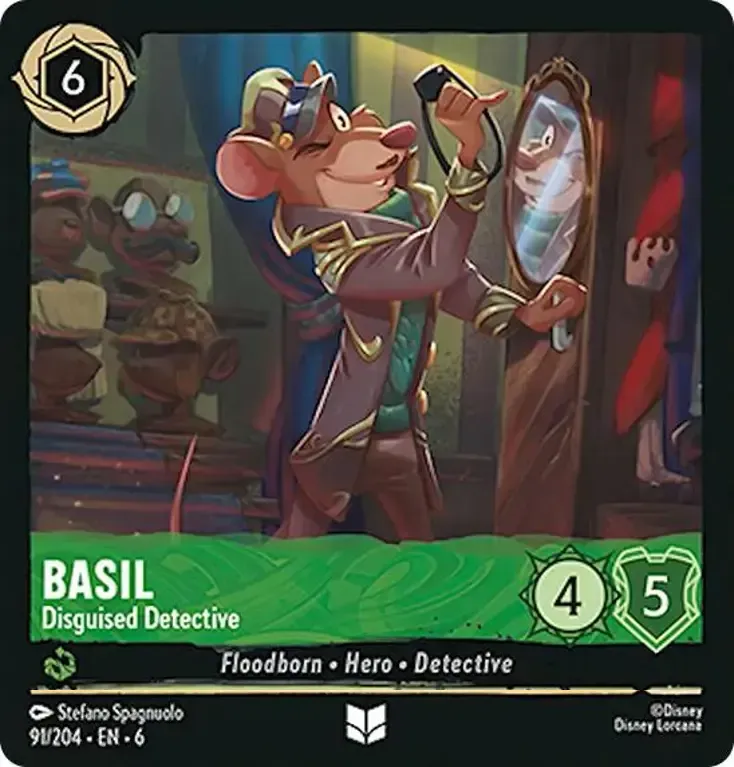 6
BASIL
Disguised Detective
4
5
Floodborn • Hero • Detective
Stefano Spagnuolo
91/204 • EN • 6
©Disney
Disney Lorcana